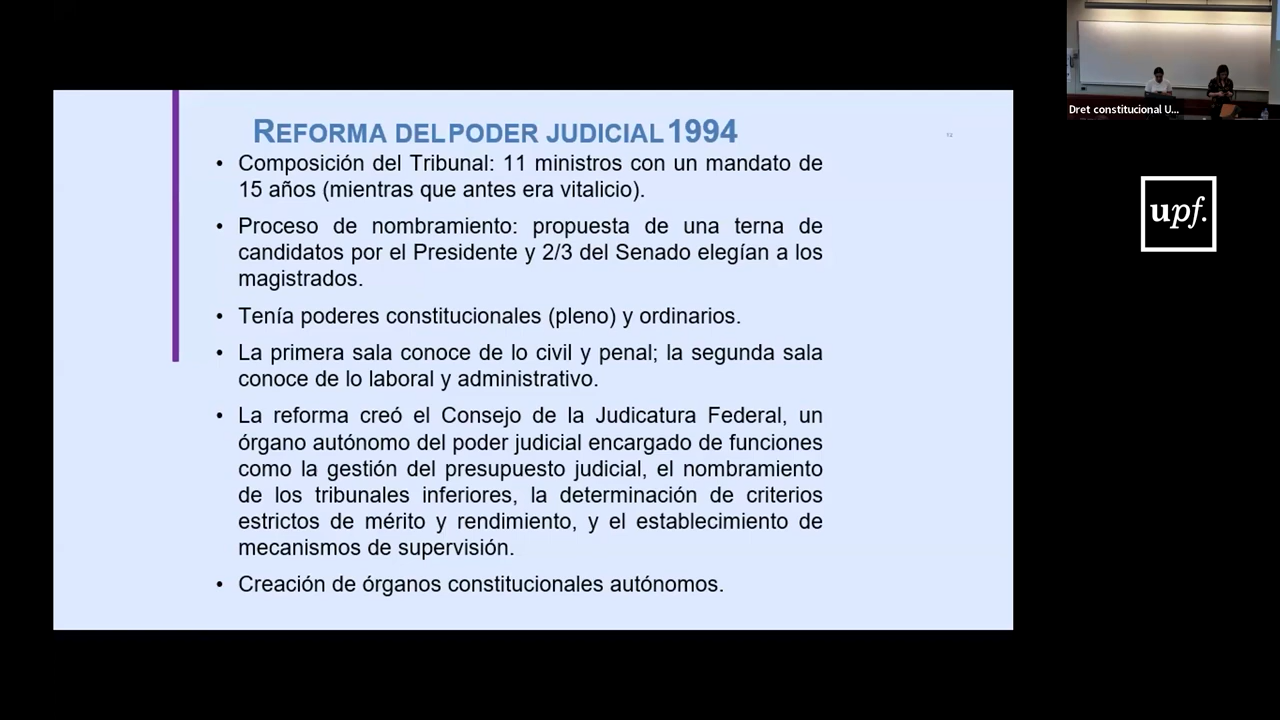 REFORMA DEL PODER JUDICIAL 1994
12
• Composición del Tribunal: 11 ministros con un mandato de
15 años (mientras que antes era vitalicio).
• Proceso de nombramiento: propuesta de una terna de
candidatos por el Presidente y 2/3 del Senado elegían a los
magistrados.
• Tenía poderes constitucionales (pleno) y ordinarios.
• La primera sala conoce de lo civil y penal; la segunda sala
conoce de lo laboral y administrativo.
• La reforma creó el Consejo de la Judicatura Federal, un
órgano autónomo del poder judicial encargado de funciones
como la gestión del presupuesto judicial, el nombramiento
de los tribunales inferiores, la determinación de criterios
estrictos de mérito y rendimiento, y el establecimiento de
mecanismos de supervisión.
• Creación de órganos constitucionales autónomos.
Dret constitucional U...
upf.